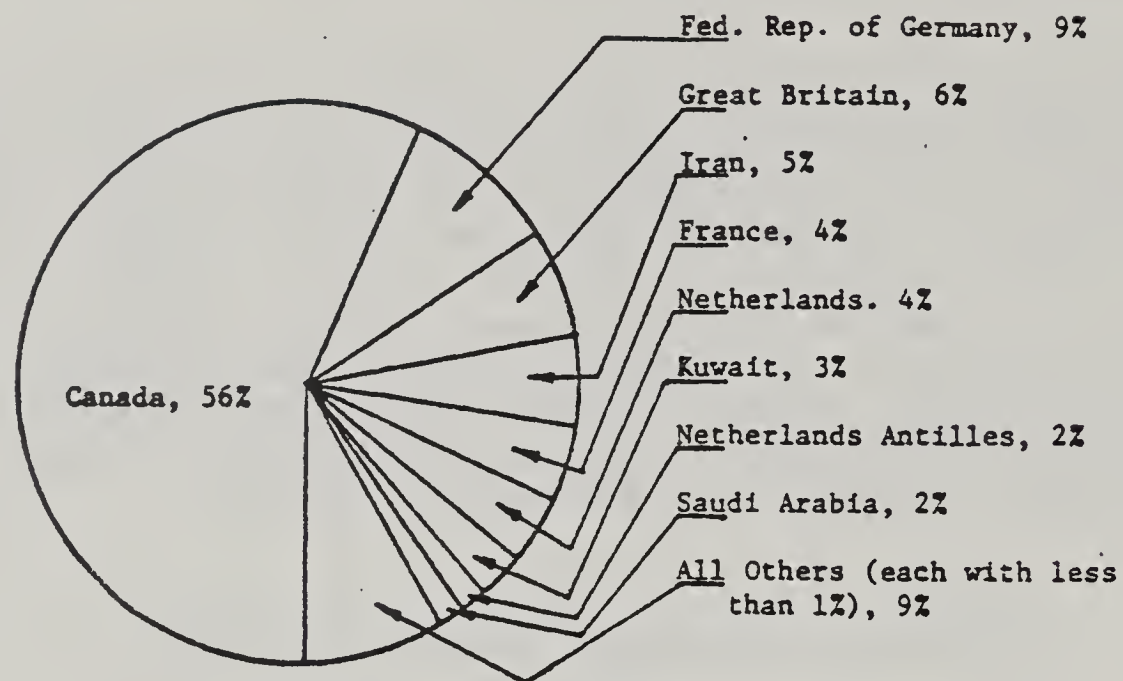 Fed. Rep. of Germany, 9%
Great Britain, 6%
Iran, 5%
France, 4%
Netherlands. 4%
Canada, 56%
Kuwait, 3%
Netherlands Antilles, 2%
Saudi Arabia, 2%
All Others (each with less
than 1%), 9%